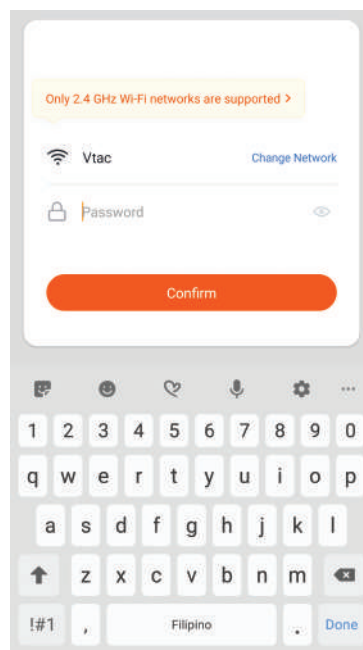 Only 2.4 GHz Wi-Fi networks are supported >
Vtac Change Network
Password
Confirm
1 2 3 4 5 6 7 8 9 0
q w e r t y u i o p
a s d f g h j k l
z x c v b n m
!#1 , Filipino . Done